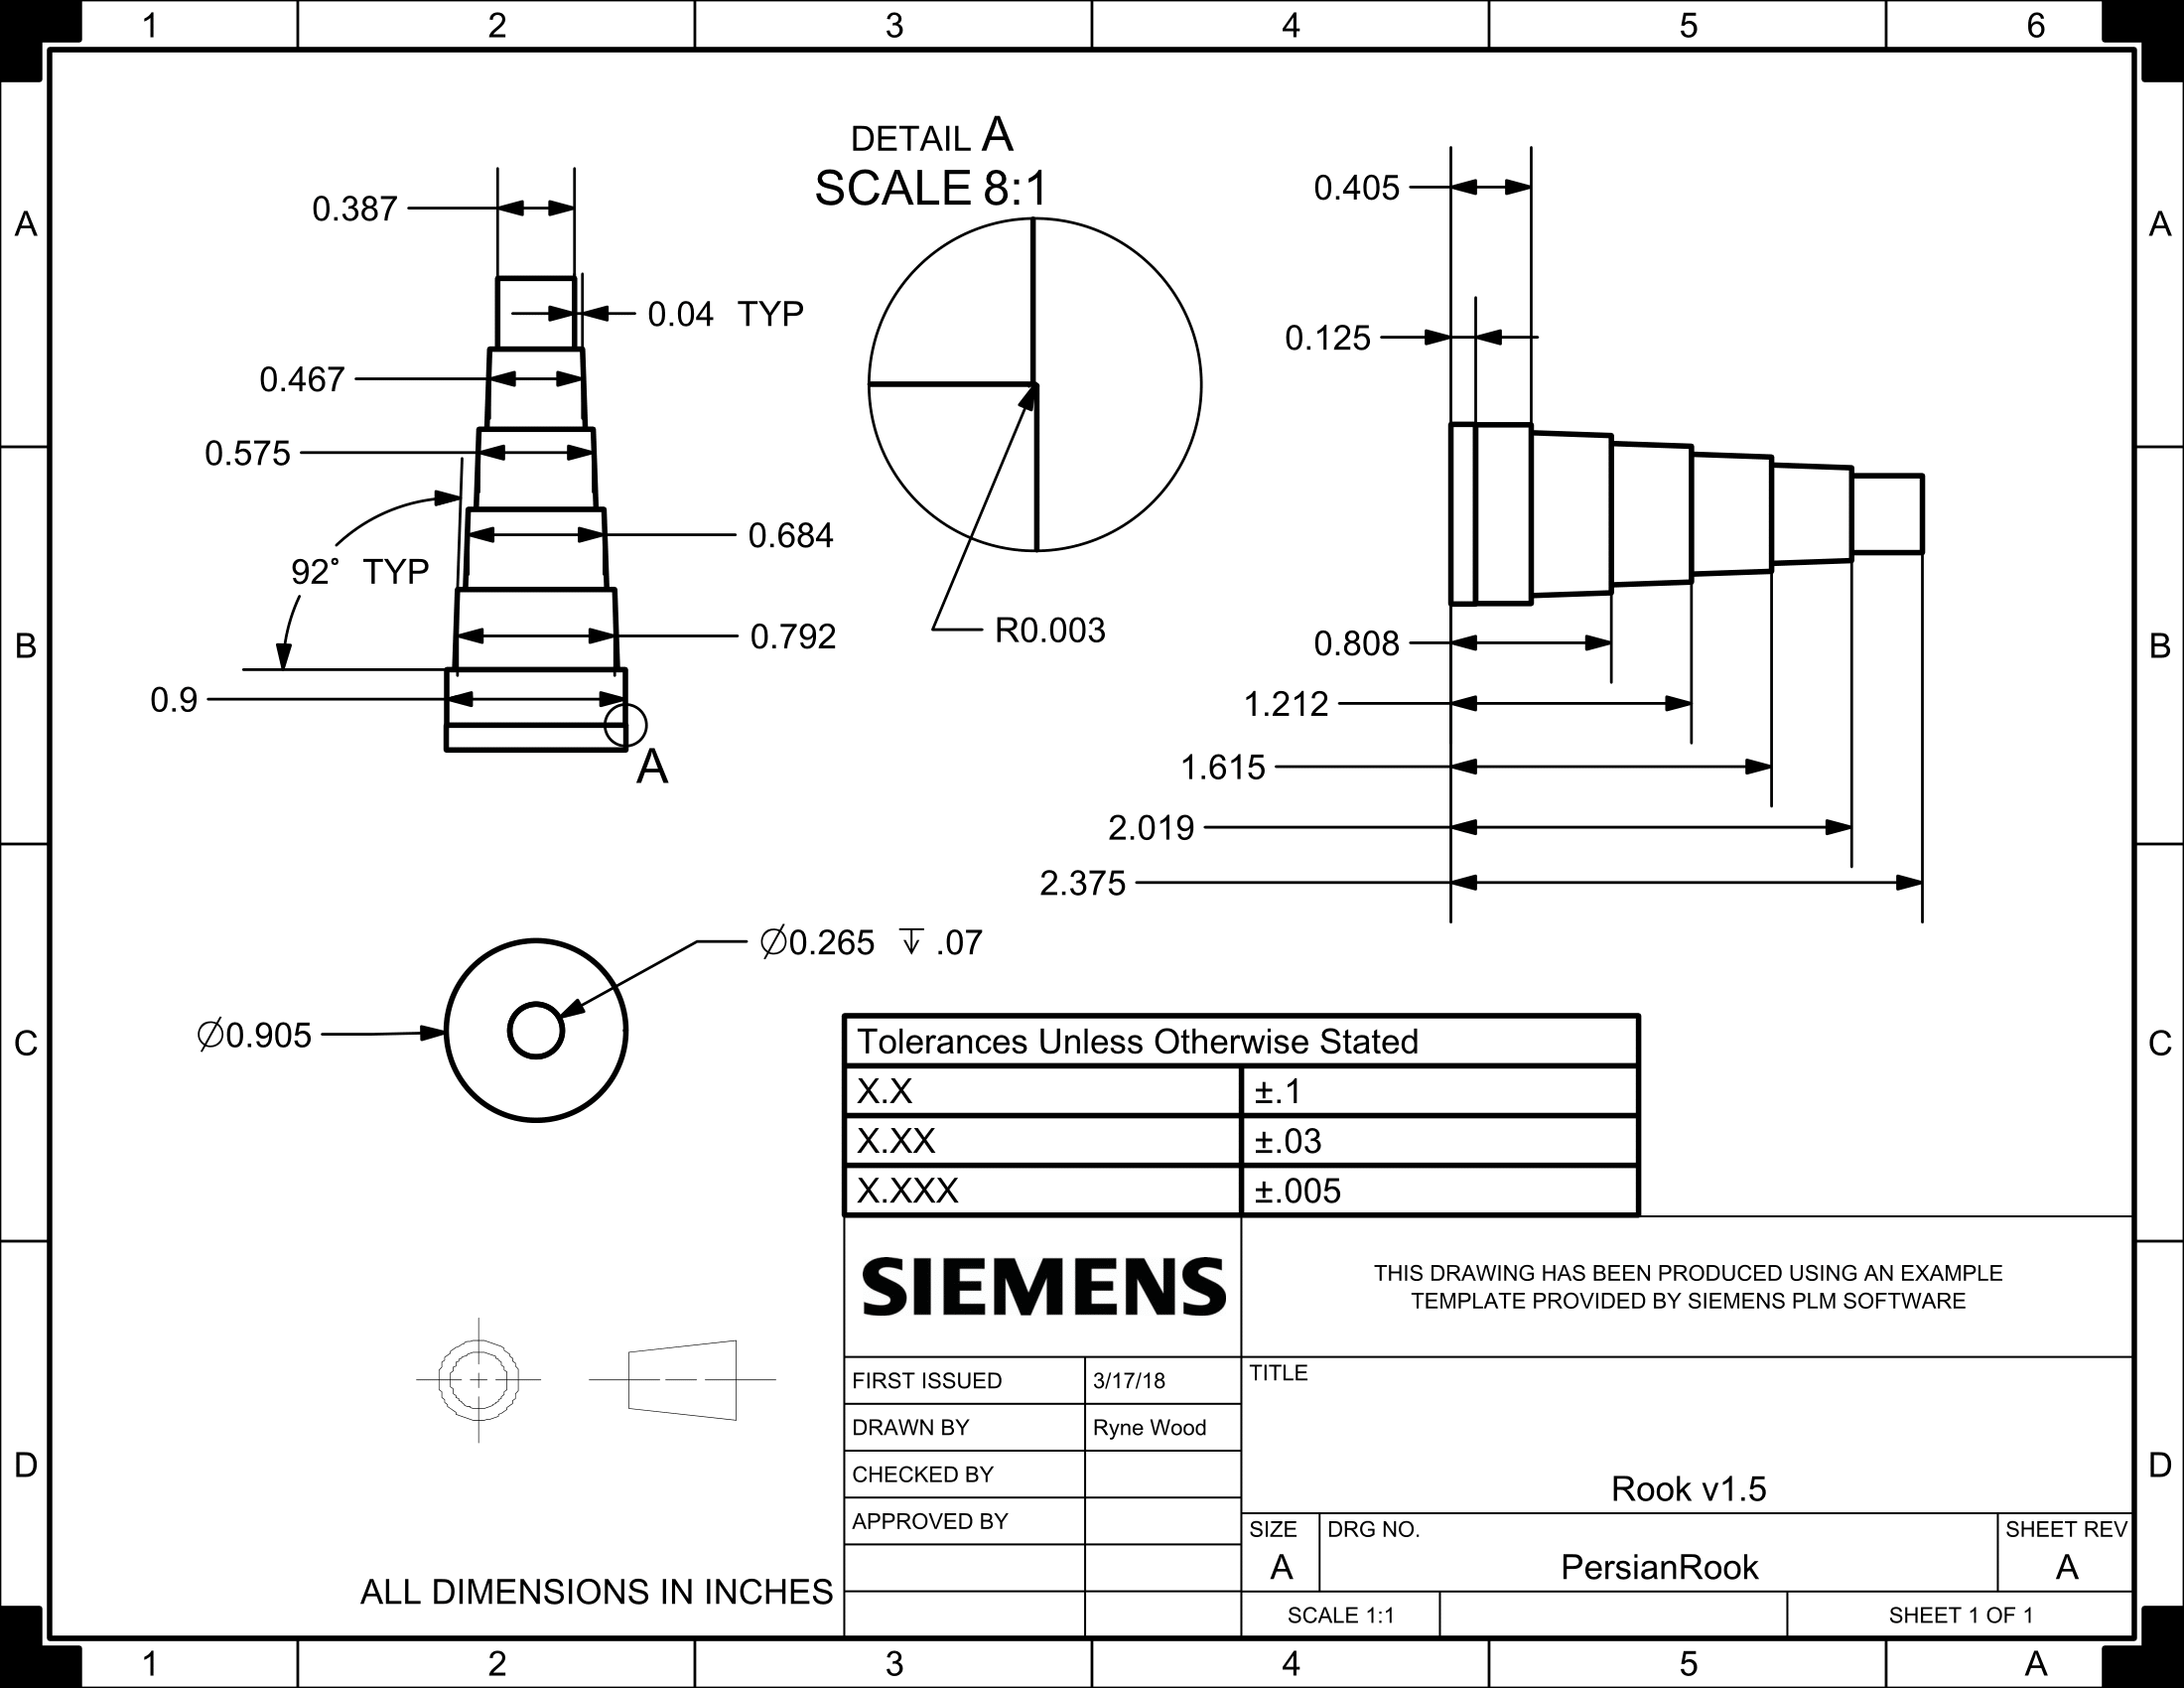 1 2 3 4 5 6
A
B
C
D
A
B
C
D
DETAIL A
SCALE 8:1
0.387
0.04 TYP
0.467
0.575
92° TYP
0.684
0.792
0.9
A
R0.003
0.405
0.125
0.808
1.212
1.615
2.019
2.375
∅0.265 ↧ .07
∅0.905
Tolerances Unless Otherwise Stated
X.X ±.1
X.XX ±.03
X.XXX ±.005
SIEMENS
THIS DRAWING HAS BEEN PRODUCED USING AN EXAMPLE
TEMPLATE PROVIDED BY SIEMENS PLM SOFTWARE
FIRST ISSUED 3/17/18
DRAWN BY Ryne Wood
CHECKED BY
APPROVED BY
TITLE
Rook v1.5
SIZE
A
DRG NO.
PersianRook
SHEET REV
A
SCALE 1:1
SHEET 1 OF 1
ALL DIMENSIONS IN INCHES
1 2 3 4 5 A